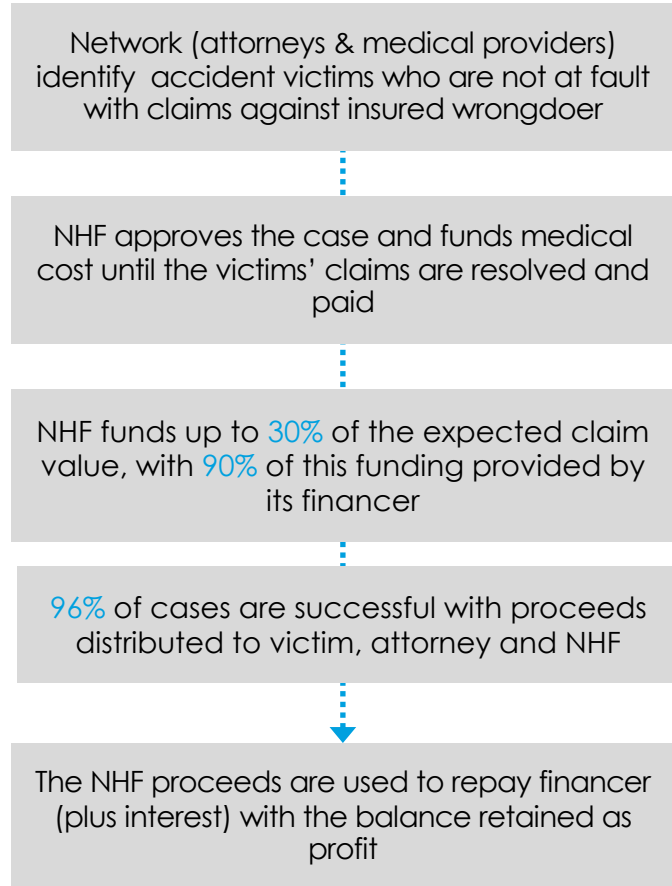 Network (attorneys & medical providers)
identify  accident victims who are not at fault
with claims against insured wrongdoer
NHF approves the case and funds medical
cost until the victims’ claims are resolved and
paid
NHF funds up to 30% of the expected claim
value, with 90% of this funding provided by
its financer
96% of cases are successful with proceeds
distributed to victim, attorney and NHF
The NHF proceeds are used to repay financer
(plus interest) with the balance retained as
profit